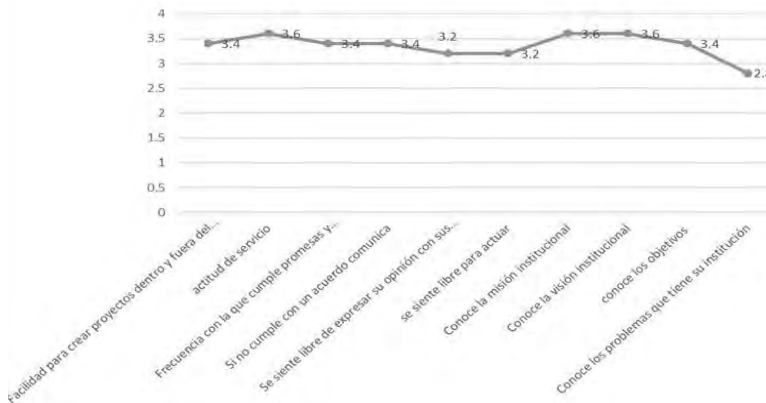 4
3.5
3
2.5
2
1.5
1
0.5
0
3.4
3.6
3.4
3.4
3.2
3.2
3.6
3.6
3.4
Facilidad para crear proyectos dentro y fuera del...
actitud de servicio
Frecuencia con la que cumple promesas y...
Si no cumple con un acuerdo comunica
Se siente libre de expresar su opinión con sus...
se siente libre para actuar
Conoce la misión institucional
Conoce la visión institucional
conoce los objetivos
Conoce los problemas que tiene su institución